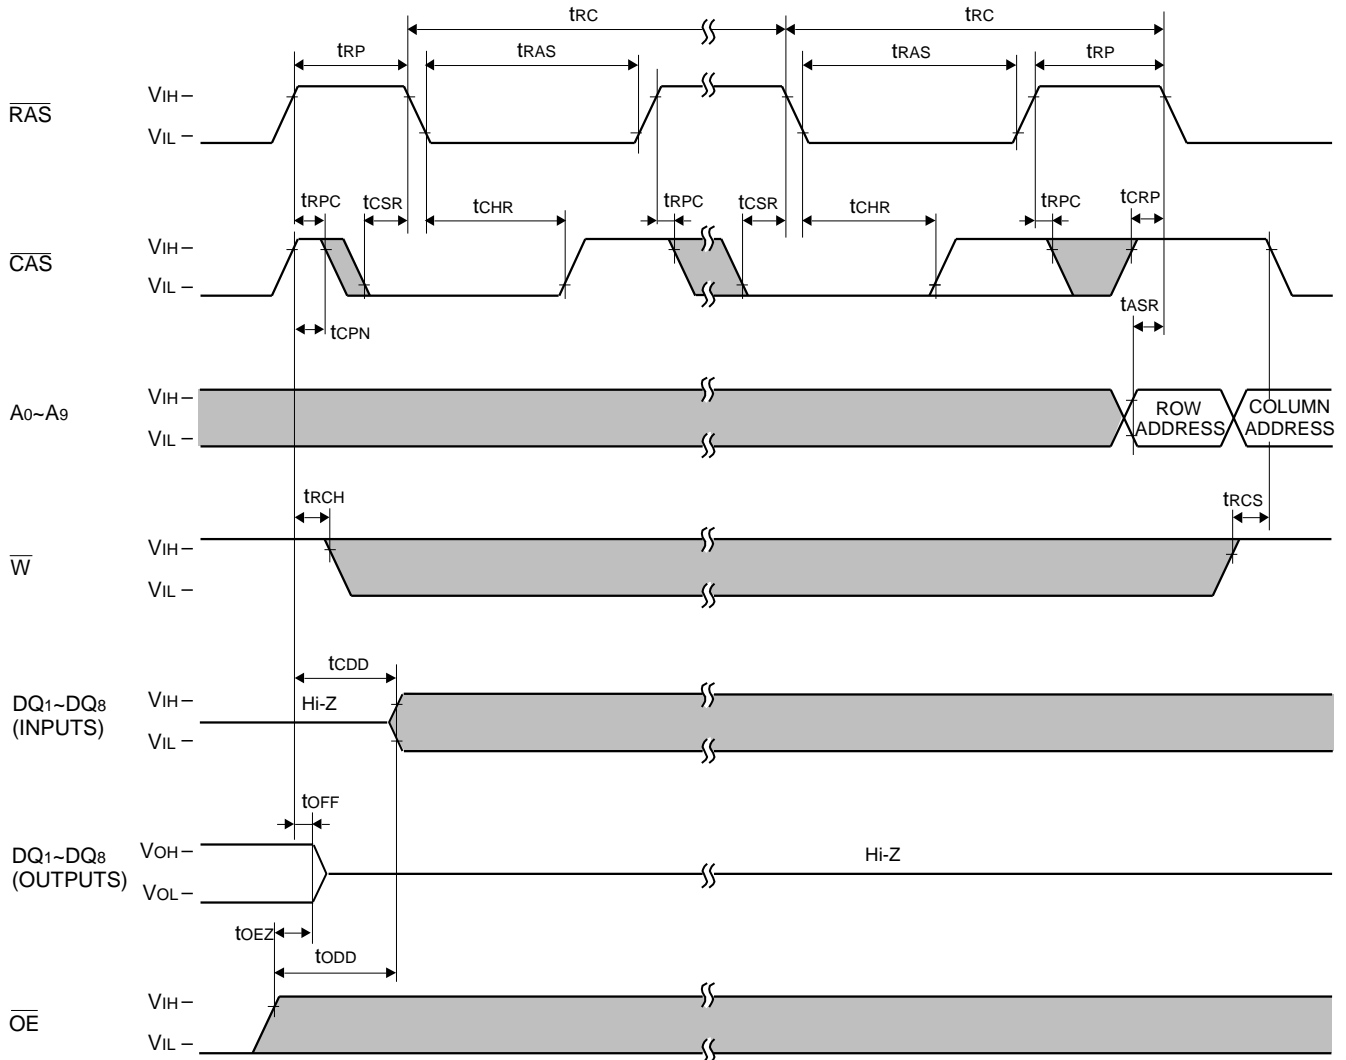 tRC tRC
tRP tRAS tRAS tRP
RAS
VIH
VIL
tRPC tCSR tCHR tRPC tCSR tCHR tRPC tCRP
CAS
VIH
VIL
tCPN tASR
A0~A9
VIH
VIL
ROW ADDRESS
COLUMN ADDRESS
tRCH tRCS
W
VIH
VIL
tCDD
DQ1~DQ8
(INPUTS)
VIH
VIL
Hi-Z
tOFF
DQ1~DQ8
(OUTPUTS)
VOH
VOL
Hi-Z
tOEZ
tODD
OE
VIH
VIL